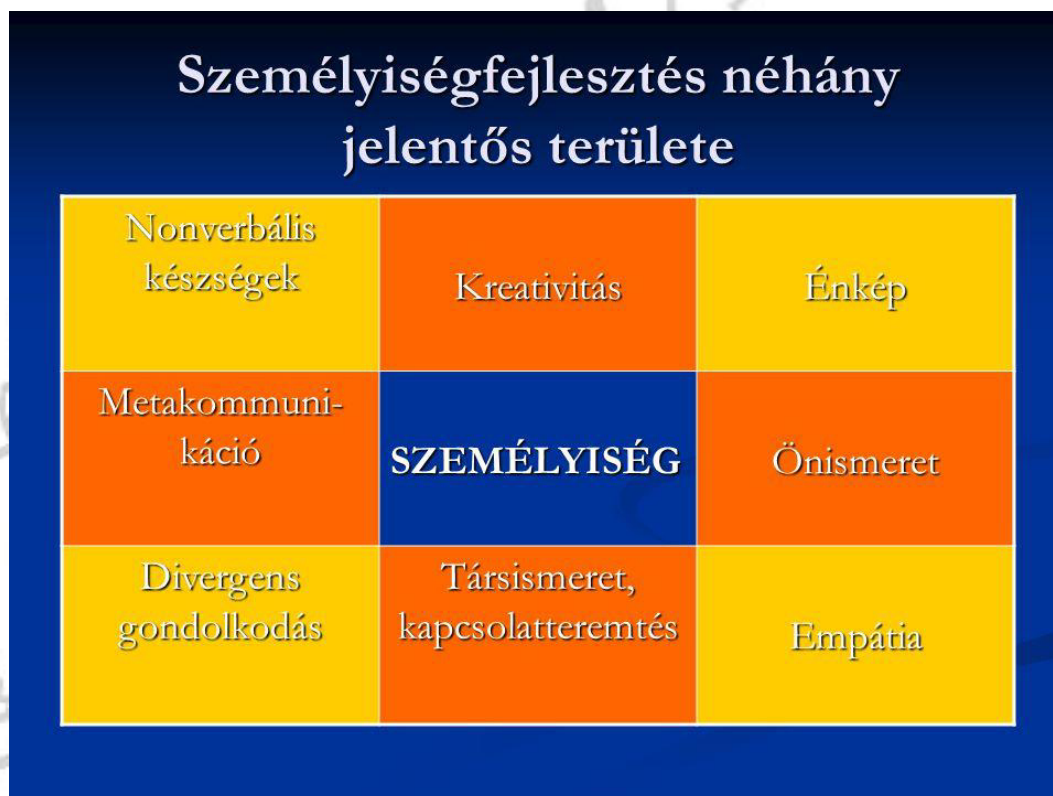 Személyiségfejlesztés néhány
jelentős területe
Nonverbális
készségek
Kreativitás
Énkép
Metakommuni-
káció
SZEMÉLYISÉG
Önismeret
Divergens
gondolkodás
Társismeret,
kapcsolatteremtés
Empátia